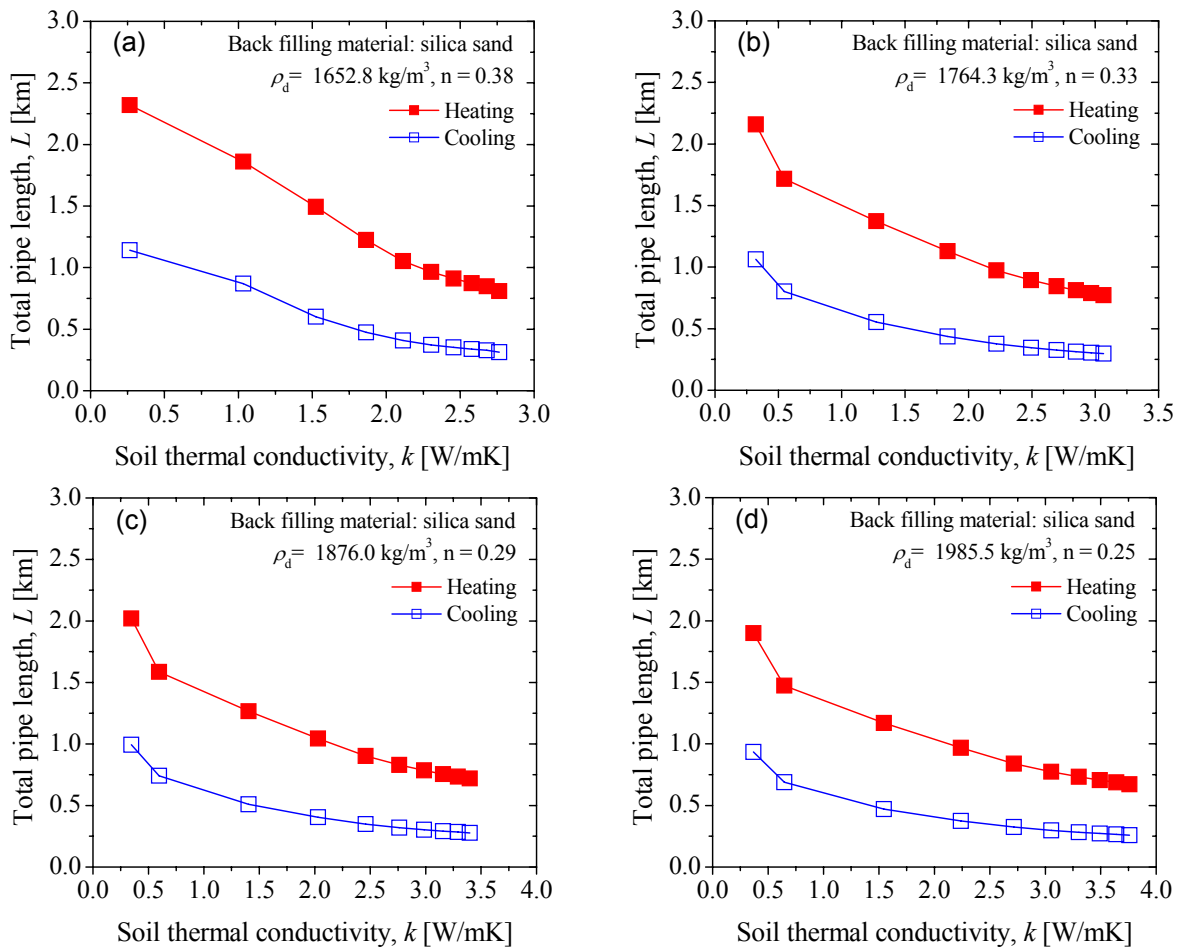 (a)
Back filling material: silica sand
ρd= 1652.8 kg/m³, n = 0.38
Heating
Cooling
Total pipe length, L [km]
3.0
2.5
2.0
1.5
1.0
0.5
0.0
0.0 0.5 1.0 1.5 2.0 2.5 3.0
Soil thermal conductivity, k [W/mK]
(b)
Back filling material: silica sand
ρd= 1764.3 kg/m³, n = 0.33
Heating
Cooling
Total pipe length, L [km]
3.0
2.5
2.0
1.5
1.0
0.5
0.0
0.0 0.5 1.0 1.5 2.0 2.5 3.0 3.5
Soil thermal conductivity, k [W/mK]
(c)
Back filling material: silica sand
ρd= 1876.0 kg/m³, n = 0.29
Heating
Cooling
Total pipe length, L [km]
3.0
2.5
2.0
1.5
1.0
0.5
0.0
0.0 0.5 1.0 1.5 2.0 2.5 3.0 3.5 4.0
Soil thermal conductivity, k [W/mK]
(d)
Back filling material: silica sand
ρd= 1985.5 kg/m³, n = 0.25
Heating
Cooling
Total pipe length, L [km]
3.0
2.5
2.0
1.5
1.0
0.5
0.0
0.0 0.5 1.0 1.5 2.0 2.5 3.0 3.5 4.0
Soil thermal conductivity, k [W/mK]